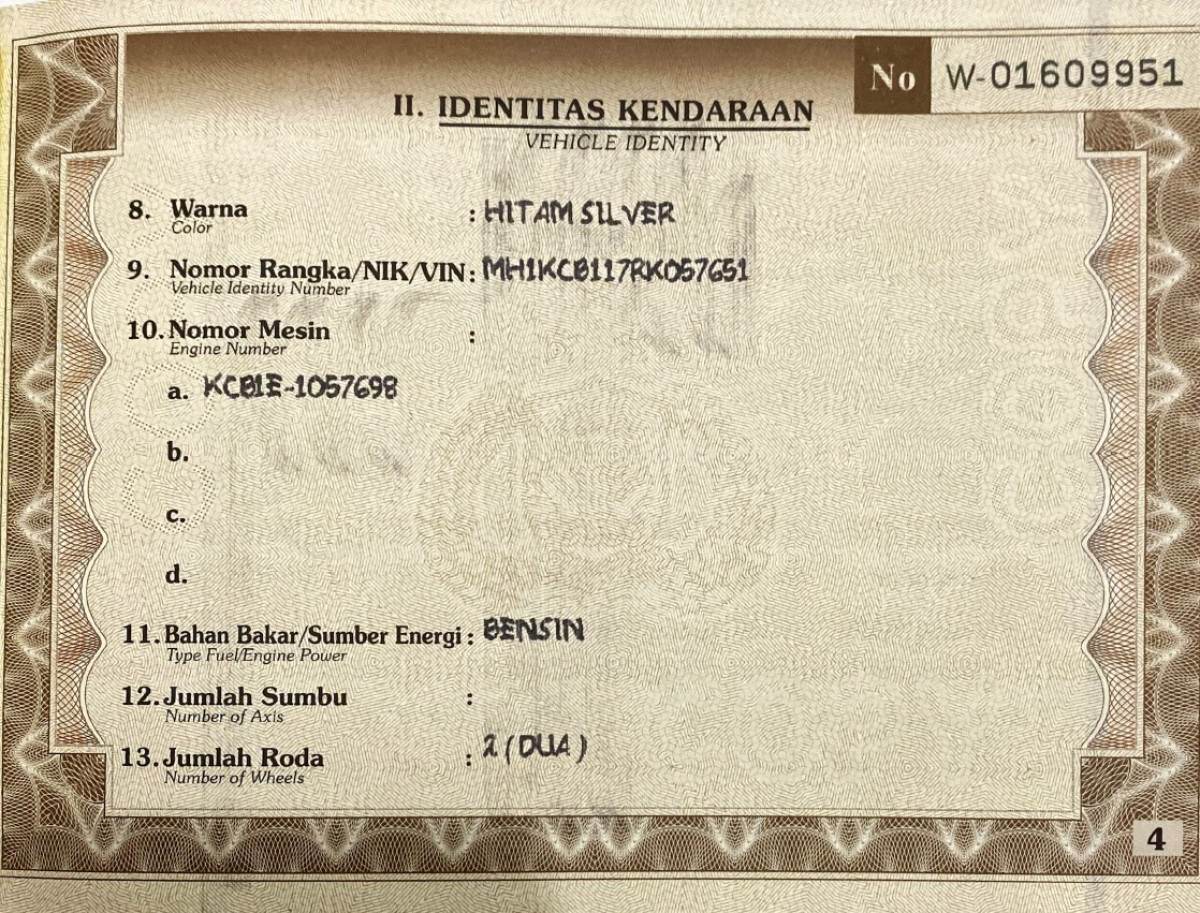 No W-01609951
II. IDENTITAS KENDARAAN
VEHICLE IDENTITY
8. Warna : HITAM SILVER
Color
9. Nomor Rangka/NIK/VIN : MH1KCB117RK057651
Vehicle Identity Number
10. Nomor Mesin :
Engine Number
a. KCB1E-1057698
b.
c.
d.
11. Bahan Bakar/Sumber Energi : BENSIN
Type Fuel/Engine Power
12. Jumlah Sumbu :
Number of Axis
13. Jumlah Roda : 2 (DUA)
Number of Wheels
4